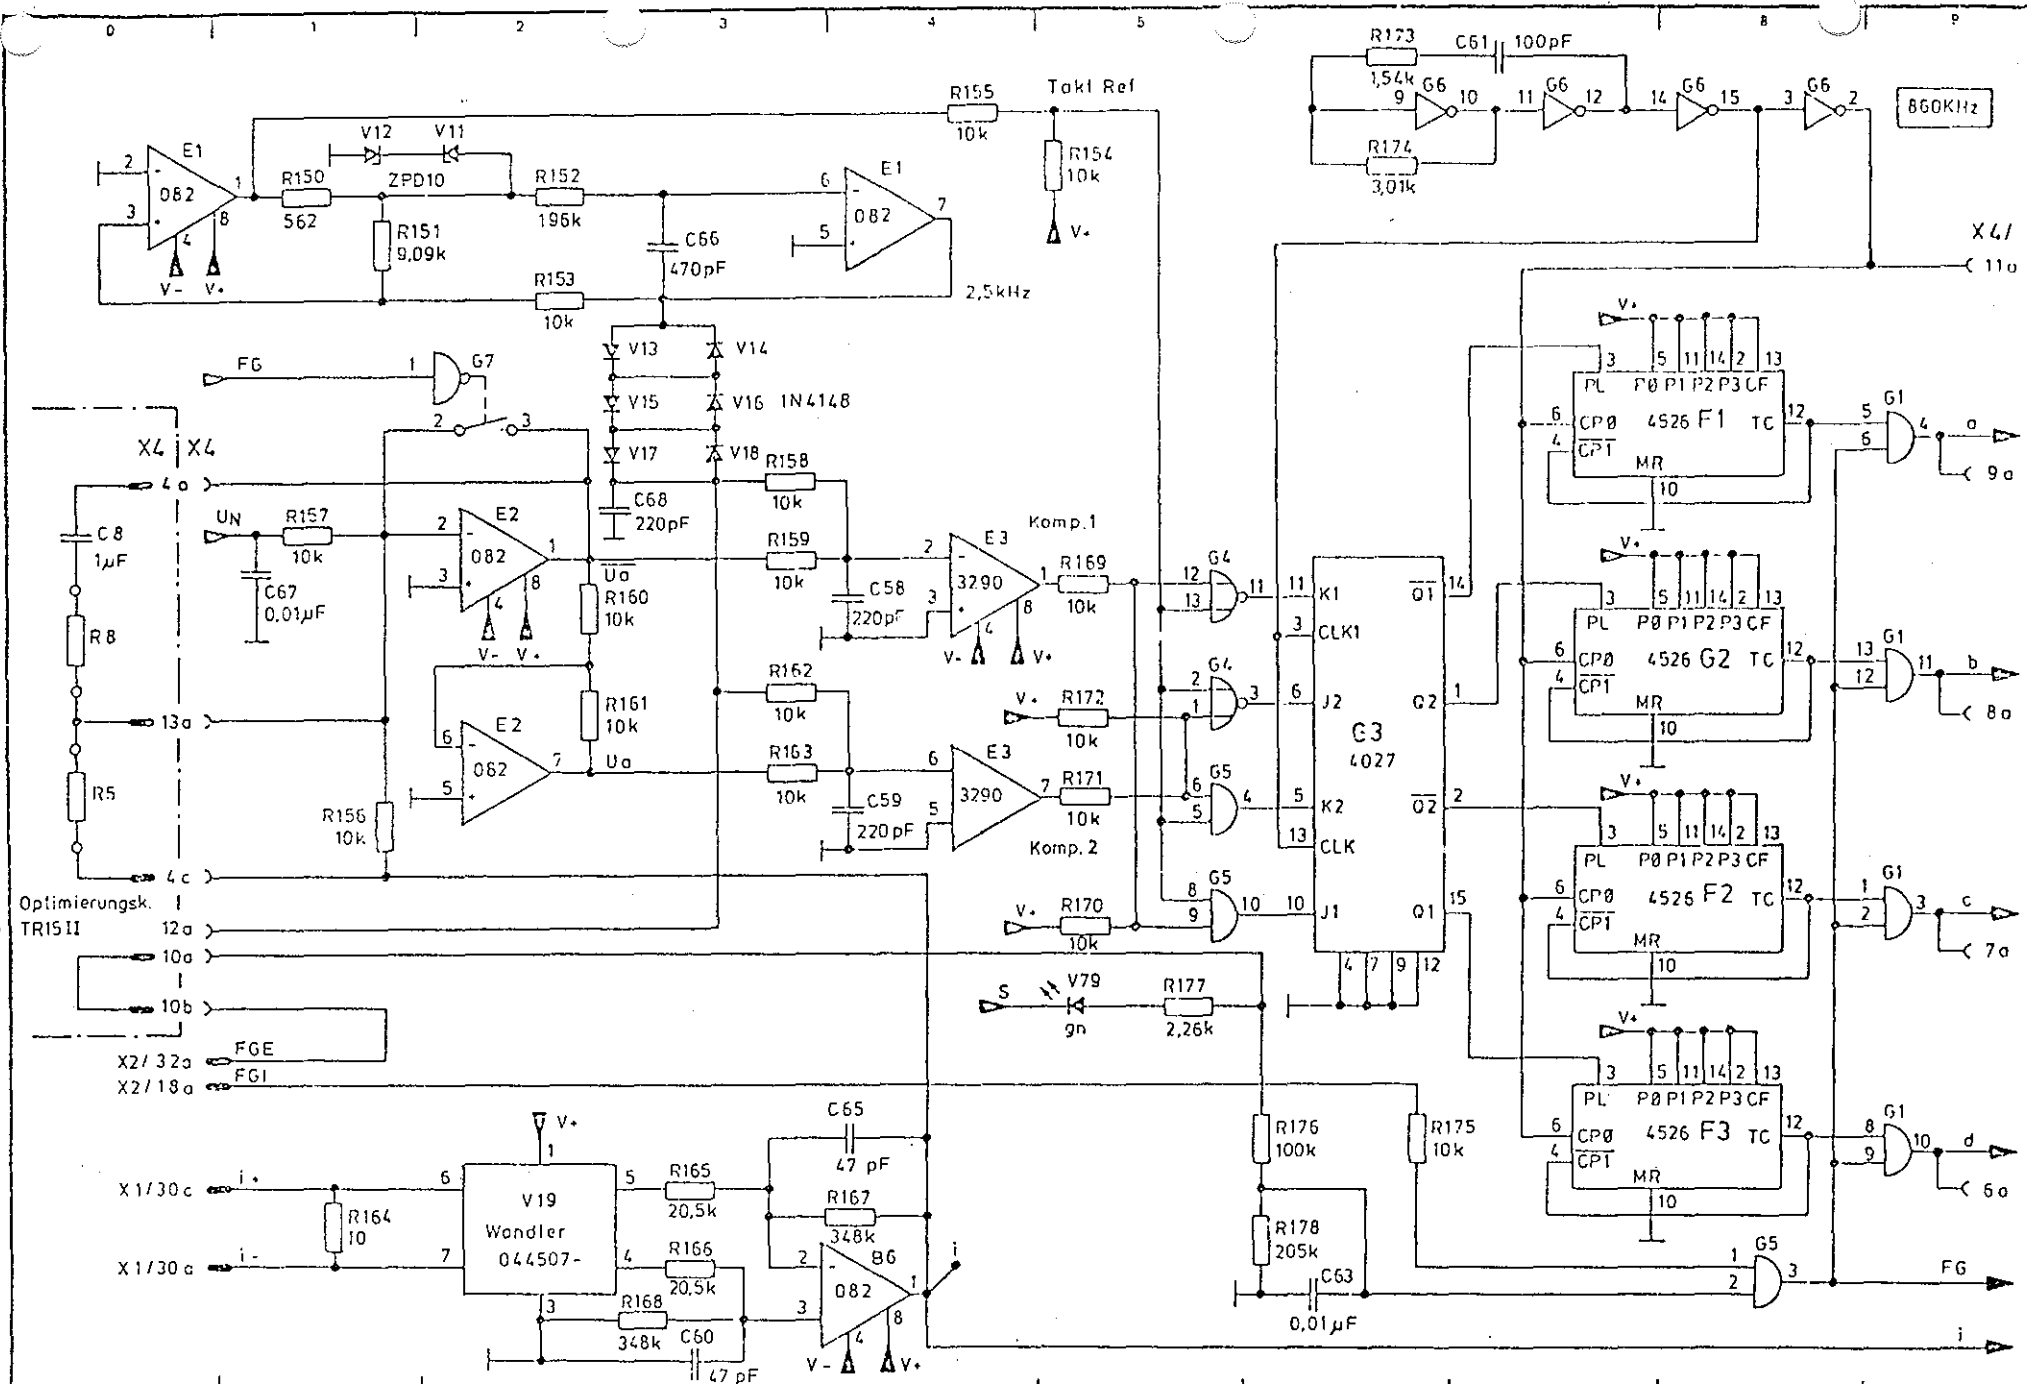 0 1 2 3 4 5 8 9
R173 C61 100pF
1,54k
9 G6 10 11 G6 12 14 G6 15 3 G6 2
860KHz
R174
3,01k
R155 Takt Ref
10k
R154
10k
V+
V12 V11
ZPD10
E1
2 -
082
3 +
1
8
4
V- V+
R150
562
R151
9,09k
R152
196k
R153
10k
C66
470pF
E1
6 -
082
5 +
7
2,5kHz
X4/
11a
FG 1 G7
2 3
V13 V14
V15 V16 1N4148
V17 V18
C68
220pF
X4 X4
4a
C8
1µF
R8
13a
R5
4c
Optimierungsk.
TR15II
12a
10a
10b
X2/32a FGE
X2/18a FGI
UN R157
10k
C67
0,01µF
R156
10k
E2
2 -
082
3 +
1
8
4
V- V+
Ua
R160
10k
R161
10k
E2
6 -
082
5 +
7 Ua
R158
10k
R159
10k
C58
220pF
R162
10k
R163
10k
C59
220pF
Komp.1
E3
2 -
3290
3 +
1
8
4
V- V+
R169
10k
V+ R172
10k
E3
6
3290
5
7 R171
10k
Komp.2
V+ R170
10k
12 G4 11
13
2 G4 3
1
6 G5 4
5
8 G5 10
9
11 K1 Q1 14
3 CLK1
6 J2 Q2 1
G3
4027
5 K2 Q2 2
13 CLK
10 J1 Q1 15
4 7 9 12
S V79 R177
gn 2,26k
V+
3 5 11 14 2 13
PL P0 P1 P2 P3 CF
6 CP0 4526 F1 TC 12
4 CP1
MR
10
5 G1 4 a
6
9a
V+
3 5 11 14 2 13
PL P0 P1 P2 P3 CF
6 CP0 4526 G2 TC 12
4 CP1
MR
10
13 G1 11 b
12
8a
V+
3 5 11 14 2 13
PL P0 P1 P2 P3 CF
6 CP0 4526 F2 TC 12
4 CP1
MR
10
1 G1 3 c
2
7a
V+
3 5 11 14 2 13
PL P0 P1 P2 P3 CF
6 CP0 4526 F3 TC 12
4 CP1
MR
10
8 G1 10 d
9
6a
V+
1
X1/30c i+ 6
R164
10
X1/30a i- 7
V19
Wandler
044507-
5 R165
20,5k
4 R166
20,5k
3 R168
348k
C60
47 pF
C65
47 pF
R167
348k
2 - B6
082
3 +
1 i
8
4
V- V+
R176
100k
R178
205k
C63
0,01µF
R175
10k
1 G5
2 3
FG
i